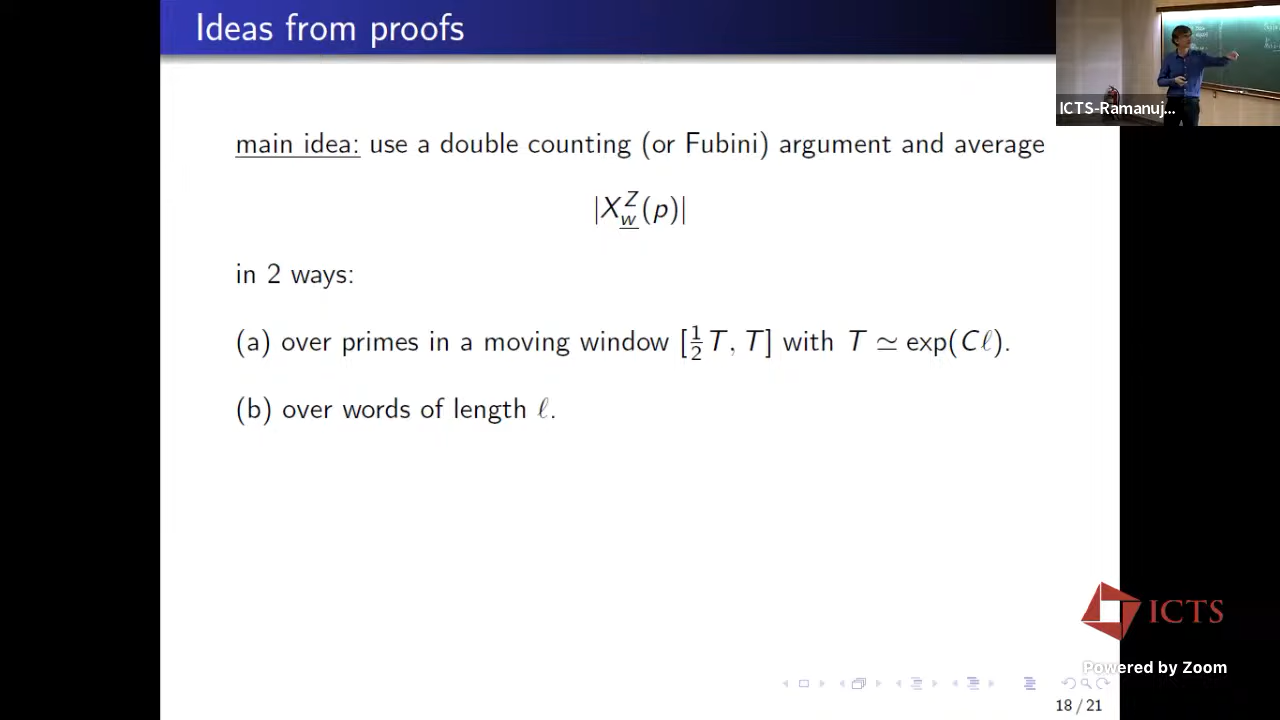 Ideas from proofs
ICTS-Ramanuj...
main idea: use a double counting (or Fubini) argument and average
|X_w^Z(p)|
in 2 ways:
(a) over primes in a moving window [½T, T] with T ≃ exp(Cℓ).
(b) over words of length ℓ.
ICTS
Powered by Zoom
18 / 21